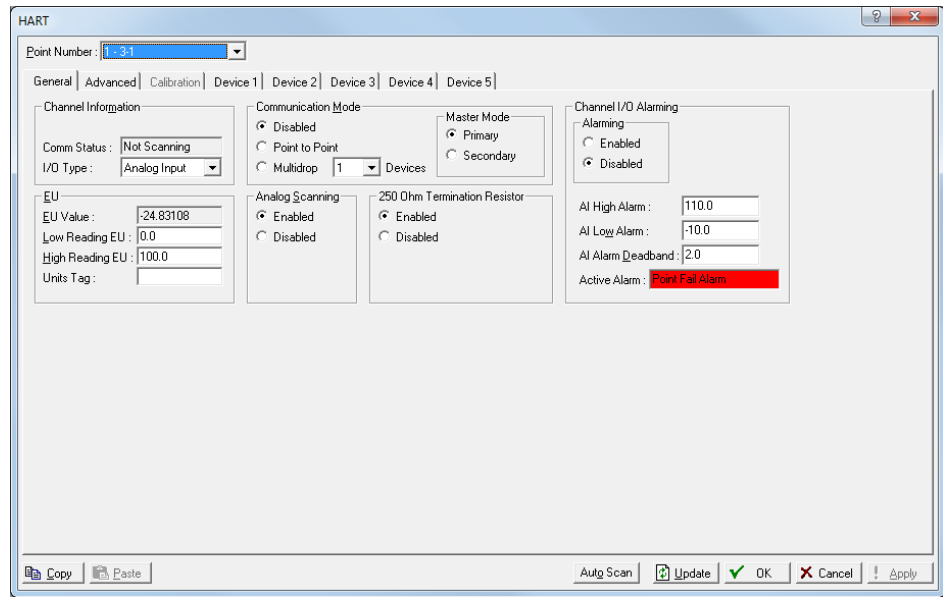 HART
Point Number : 1 - 3-1
General Advanced Calibration Device 1 Device 2 Device 3 Device 4 Device 5
Channel Information
Comm Status : Not Scanning
I/O Type : Analog Input
Communication Mode
Disabled
Point to Point
Multidrop 1 Devices
Master Mode
Primary
Secondary
Channel I/O Alarming
Alarming
Enabled
Disabled
AI High Alarm : 110.0
AI Low Alarm : -10.0
AI Alarm Deadband : 2.0
Active Alarm : Point Fail Alarm
EU
EU Value : -24.83108
Low Reading EU : 0.0
High Reading EU : 100.0
Units Tag :
Analog Scanning
Enabled
Disabled
250 Ohm Termination Resistor
Enabled
Disabled
Copy Paste Auto Scan Update OK Cancel ! Apply